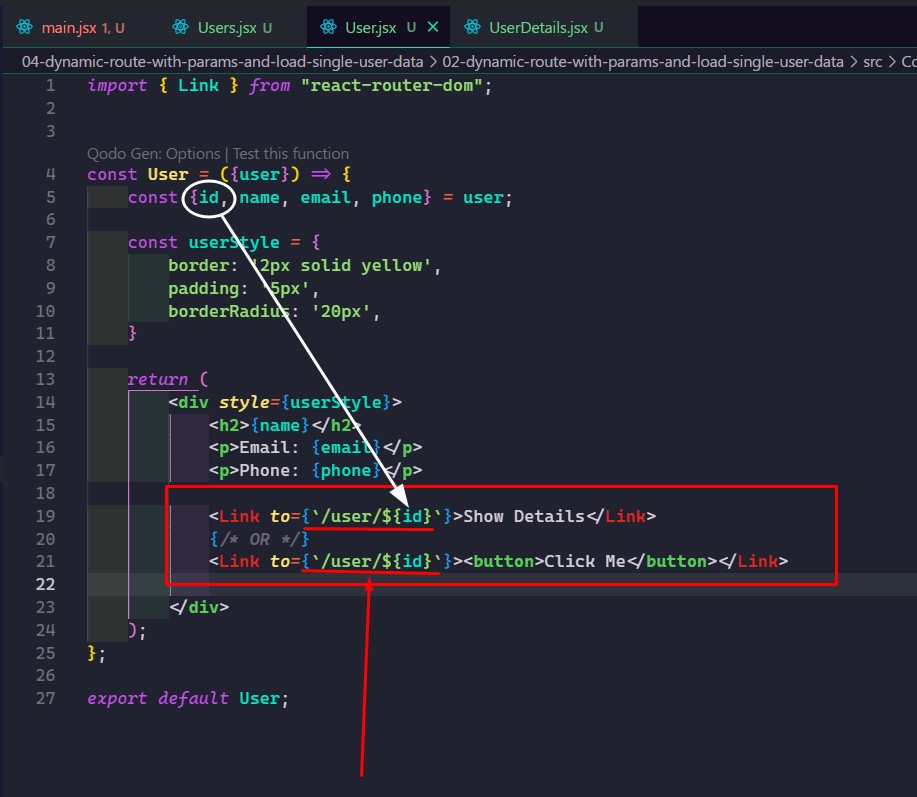 main.jsx 1, U Users.jsx U User.jsx U × UserDetails.jsx U
04-dynamic-route-with-params-and-load-single-user-data > 02-dynamic-route-with-params-and-load-single-user-data > src > Co
1 import { Link } from "react-router-dom";
2
3
Qodo Gen: Options | Test this function
4 const User = ({user}) => {
5     const {id, name, email, phone} = user;
6
7     const userStyle = {
8         border: '2px solid yellow',
9         padding: '5px',
10         borderRadius: '20px',
11     }
12
13     return (
14         <div style={userStyle}>
15             <h2>{name}</h2>
16             <p>Email: {email}</p>
17             <p>Phone: {phone}</p>
18
19             <Link to={`/user/${id}`}>Show Details</Link>
20             {/* OR */}
21             <Link to={`/user/${id}`}><button>Click Me</button></Link>
22
23         </div>
24     );
25 };
26
27 export default User;